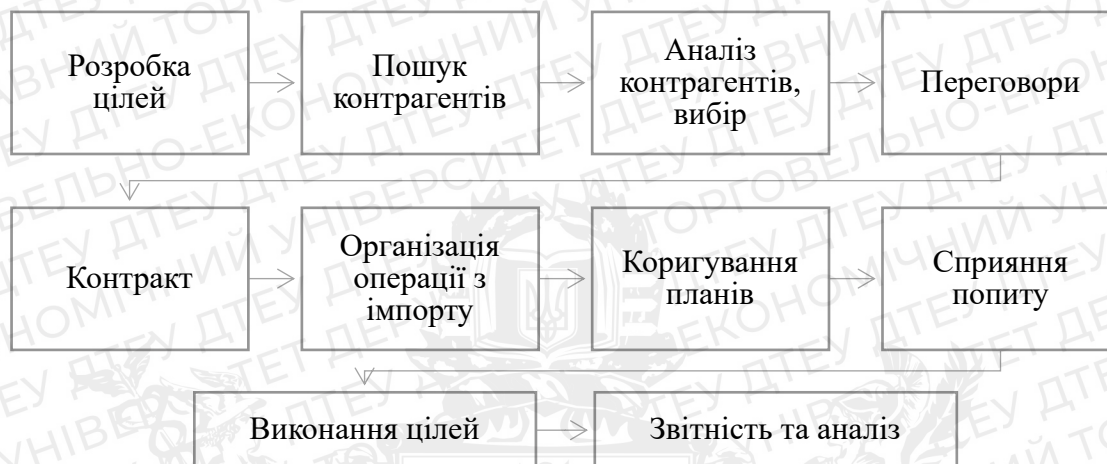 Розробка
цілей
Пошук
контрагентів
Аналіз
контрагентів,
вибір
Переговори
Контракт
Організація
операції з
імпорту
Коригування
планів
Сприяння
попиту
Виконання цілей
Звітність та аналіз